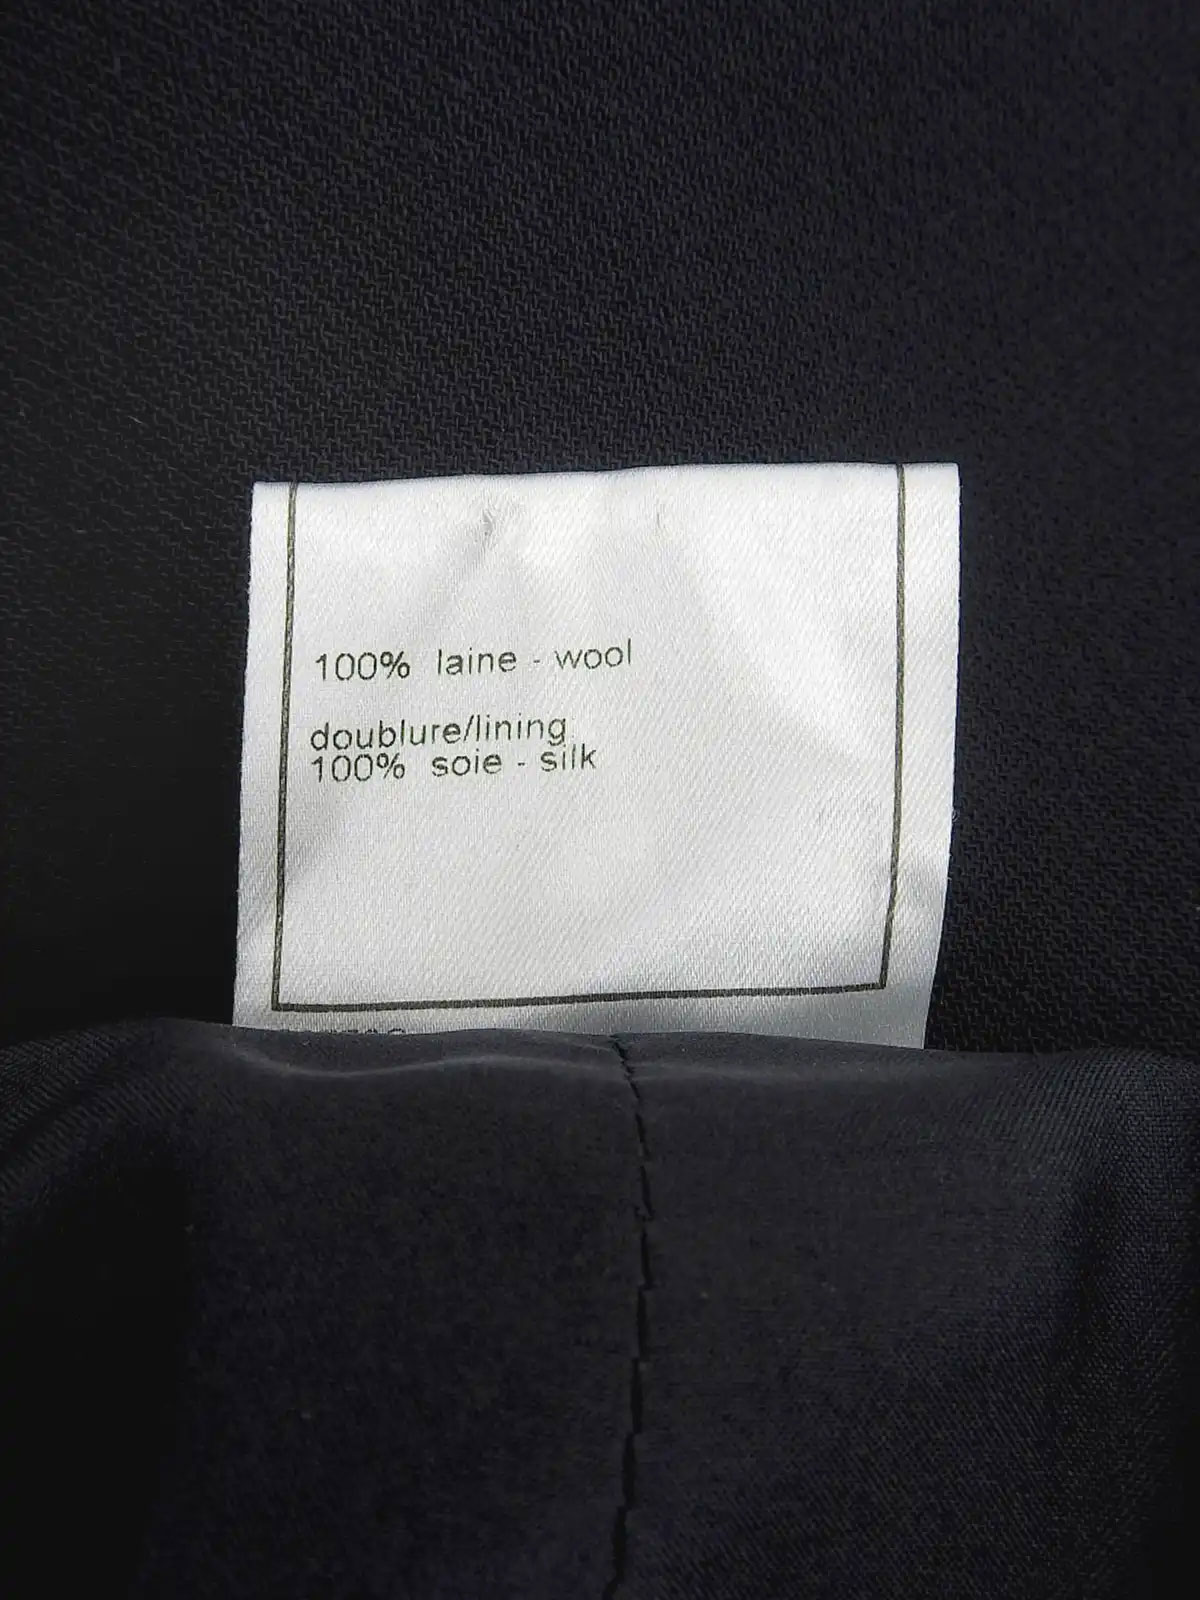 100% laine - wool
doublure/lining
100% soie - silk